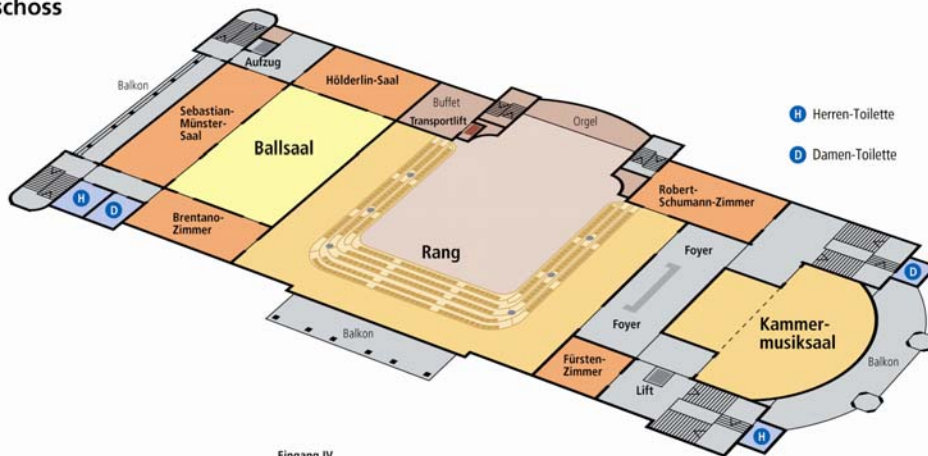 schoss
Balkon
Aufzug
Hölderlin-Saal
Sebastian-
Münster-
Saal
Buffet
Transportlift
Orgel
H Herren-Toilette
D Damen-Toilette
Ballsaal
H
D
Brentano-
Zimmer
Robert-
Schumann-Zimmer
Rang
Foyer
D
Foyer
Kammer-
musiksaal
Balkon
Balkon
Fürsten-
Zimmer
Lift
H
Eingang IV